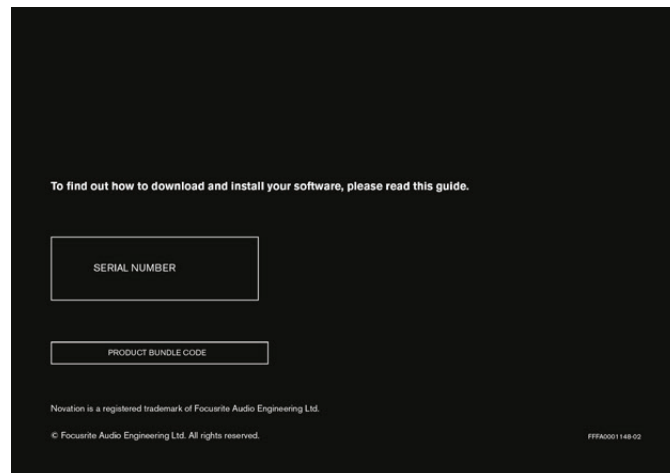 To find out how to download and install your software, please read this guide.
SERIAL NUMBER
PRODUCT BUNDLE CODE
Novation is a registered trademark of Focusrite Audio Engineering Ltd.
© Focusrite Audio Engineering Ltd. All rights reserved.
FFFA0001148-02